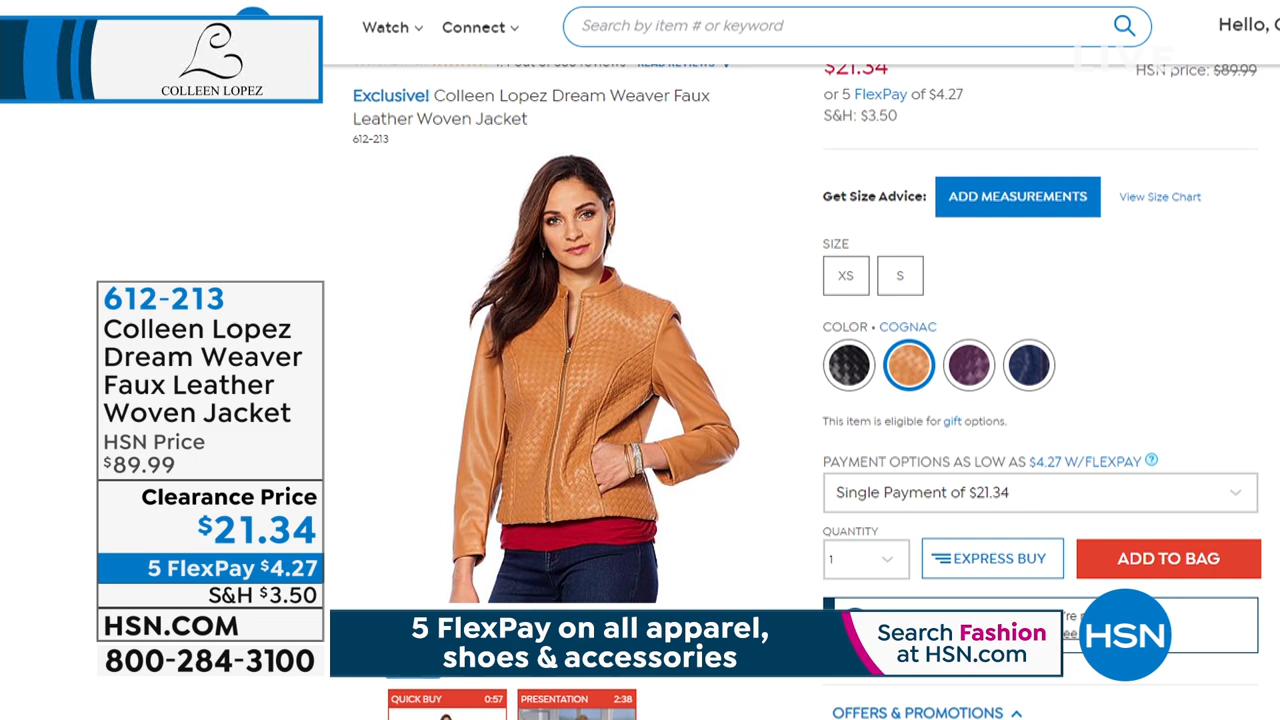 COLLEEN LOPEZ
Watch
Connect
Search by item # or keyword
Hello,
LIVE
READ REVIEWS
$21.34
HSN price: $89.99
or 5 FlexPay of $4.27
S&H: $3.50
Exclusive! Colleen Lopez Dream Weaver Faux
Leather Woven Jacket
612-213
Get Size Advice:
ADD MEASUREMENTS
View Size Chart
SIZE
XS
S
COLOR • COGNAC
This item is eligible for gift options.
PAYMENT OPTIONS AS LOW AS $4.27 W/FLEXPAY ?
Single Payment of $21.34
QUANTITY
1
EXPRESS BUY
ADD TO BAG
612-213
Colleen Lopez
Dream Weaver
Faux Leather
Woven Jacket
HSN Price
$89.99
Clearance Price
$21.34
5 FlexPay $4.27
S&H $3.50
HSN.COM
800-284-3100
5 FlexPay on all apparel,
shoes & accessories
Search Fashion
at HSN.com
HSN
QUICK BUY 0:57
PRESENTATION 2:38
OFFERS & PROMOTIONS